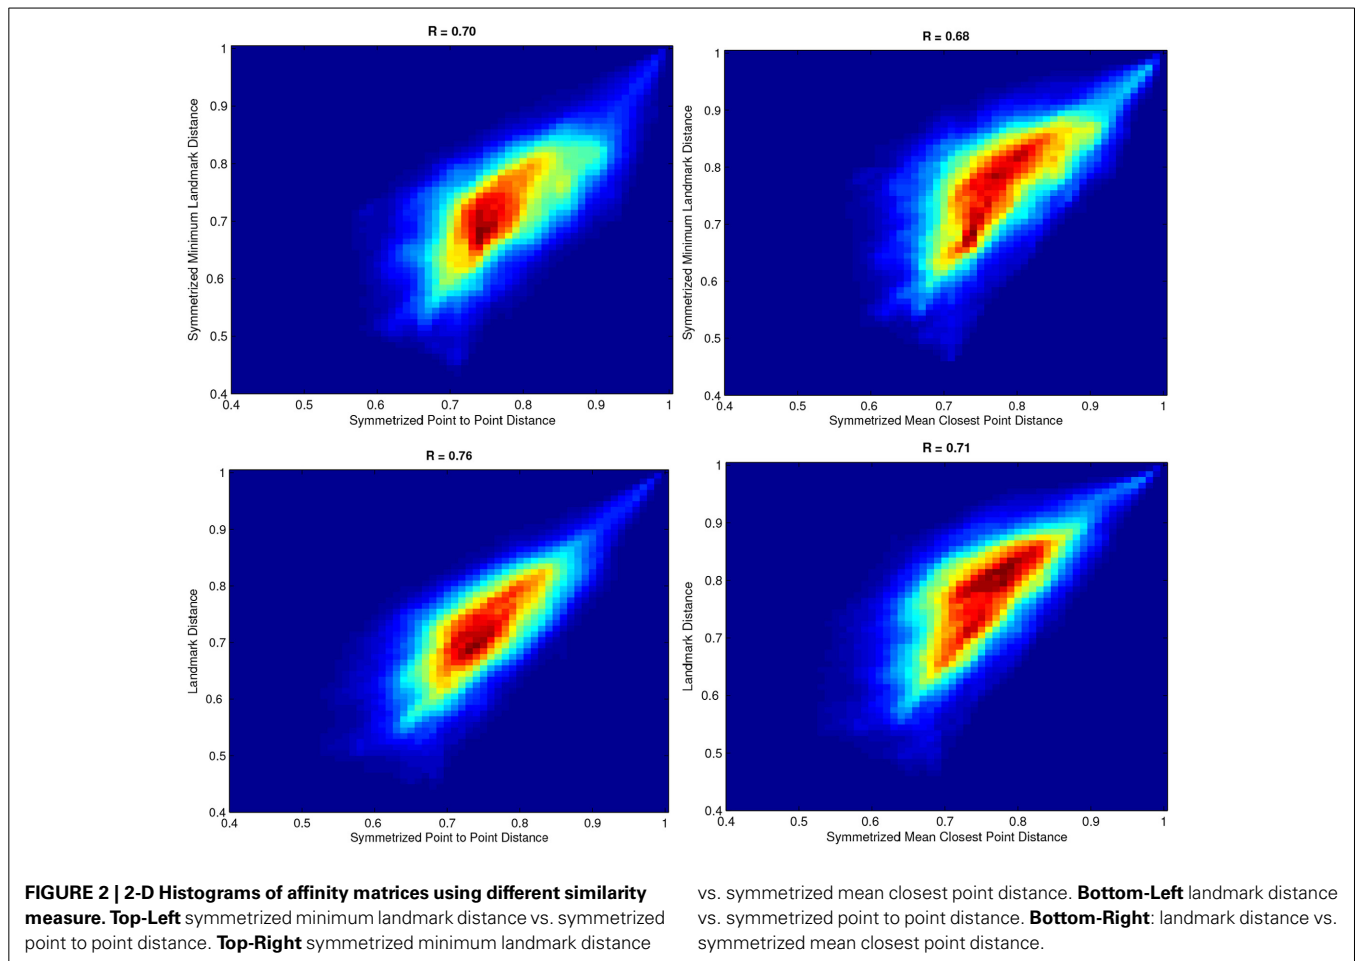 R = 0.70
1
0.9
0.8
0.7
0.6
0.5
0.4
Symmetrized Minimum Landmark Distance
0.4 0.5 0.6 0.7 0.8 0.9 1
Symmetrized Point to Point Distance
R = 0.68
1
0.9
0.8
0.7
0.6
0.5
0.4
Symmetrized Minimum Landmark Distance
0.4 0.5 0.6 0.7 0.8 0.9 1
Symmetrized Mean Closest Point Distance
R = 0.76
1
0.9
0.8
0.7
0.6
0.5
0.4
Landmark Distance
0.4 0.5 0.6 0.7 0.8 0.9 1
Symmetrized Point to Point Distance
R = 0.71
1
0.9
0.8
0.7
0.6
0.5
0.4
Landmark Distance
0.4 0.5 0.6 0.7 0.8 0.9 1
Symmetrized Mean Closest Point Distance
FIGURE 2 | 2-D Histograms of affinity matrices using different similarity
measure. Top-Left symmetrized minimum landmark distance vs. symmetrized
point to point distance. Top-Right symmetrized minimum landmark distance
vs. symmetrized mean closest point distance. Bottom-Left landmark distance
vs. symmetrized point to point distance. Bottom-Right: landmark distance vs.
symmetrized mean closest point distance.